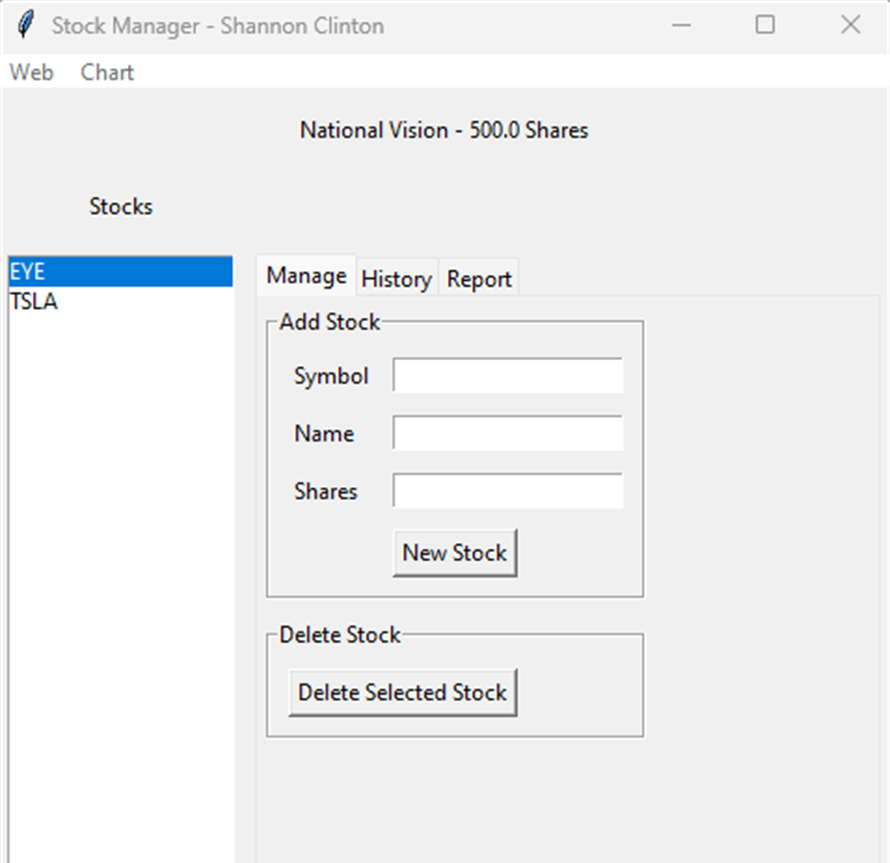 Stock Manager - Shannon Clinton
Web Chart
National Vision - 500.0 Shares
Stocks
EYE
TSLA
Manage History Report
Add Stock
Symbol
Name
Shares
New Stock
Delete Stock
Delete Selected Stock